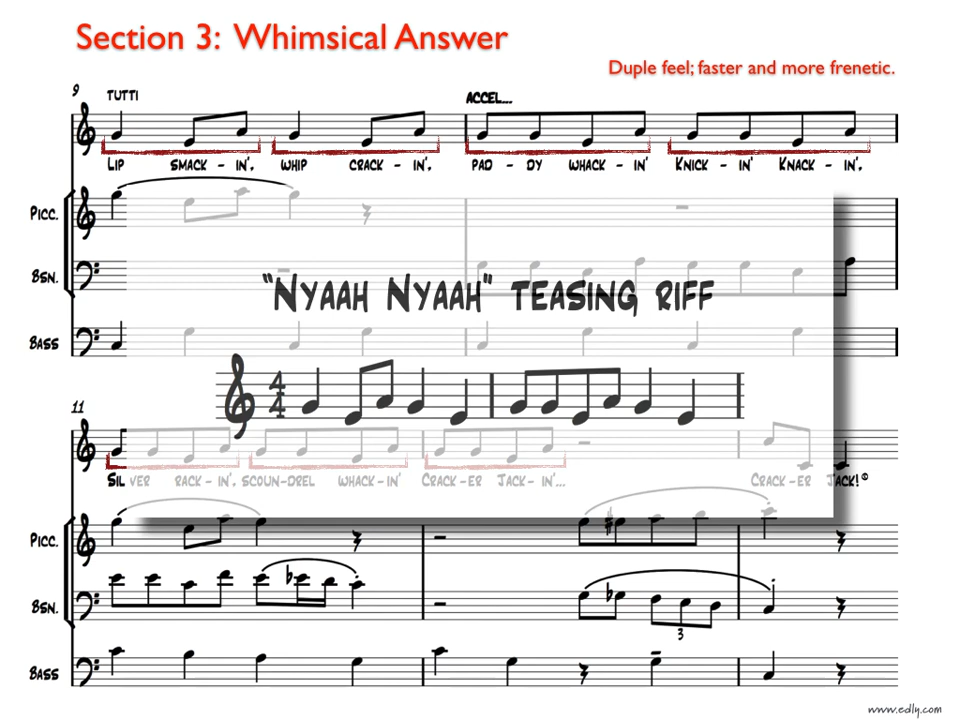 Section 3: Whimsical Answer
Duple feel; faster and more frenetic.
9
TUTTI
ACCEL...
LIP SMACK - IN'. WHIP CRACK - IN'. PAD - DY WHACK - IN' KNICK - IN' KNACK - IN'.
PICC.
BSN.
BASS
"NYAAH NYAAH" TEASING RIFF
4
4
11
SILVER RACK - IN'. SCOUN - DREL WHACK - IN' CRACK - ER JACK - IN'... CRACK - ER JACK!©
PICC.
BSN.
3
BASS
www.edly.com